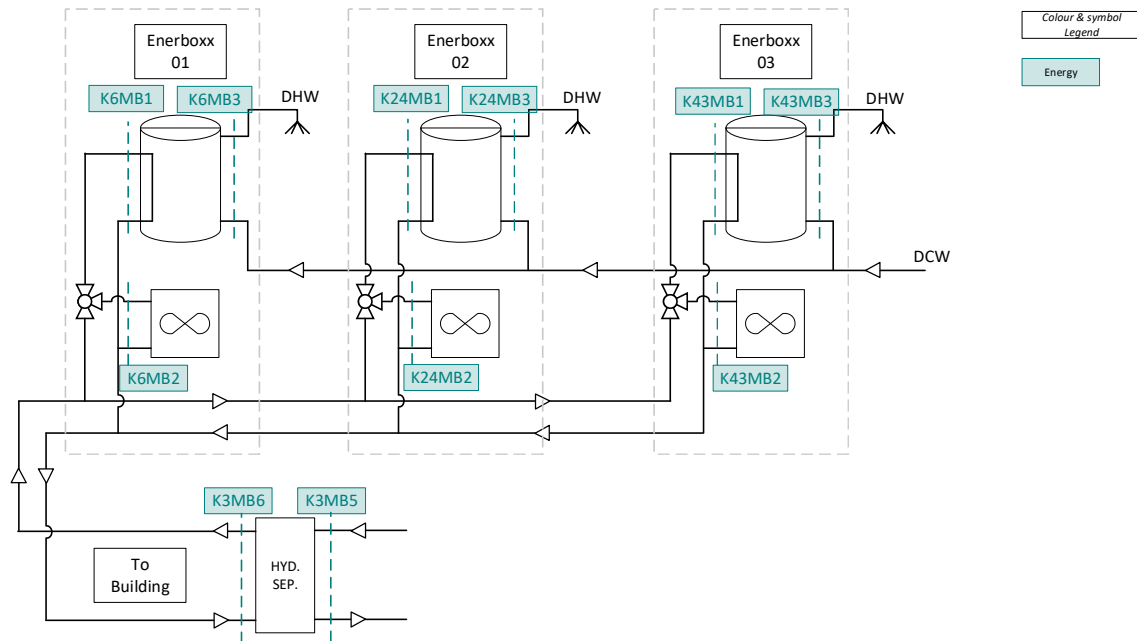 Enerboxx
01
Enerboxx
02
Enerboxx
03
Colour & symbol
Legend
Energy
K6MB1
K6MB3
DHW
K24MB1
K24MB3
DHW
K43MB1
K43MB3
DHW
DCW
K6MB2
K24MB2
K43MB2
K3MB6
K3MB5
To
Building
HYD.
SEP.